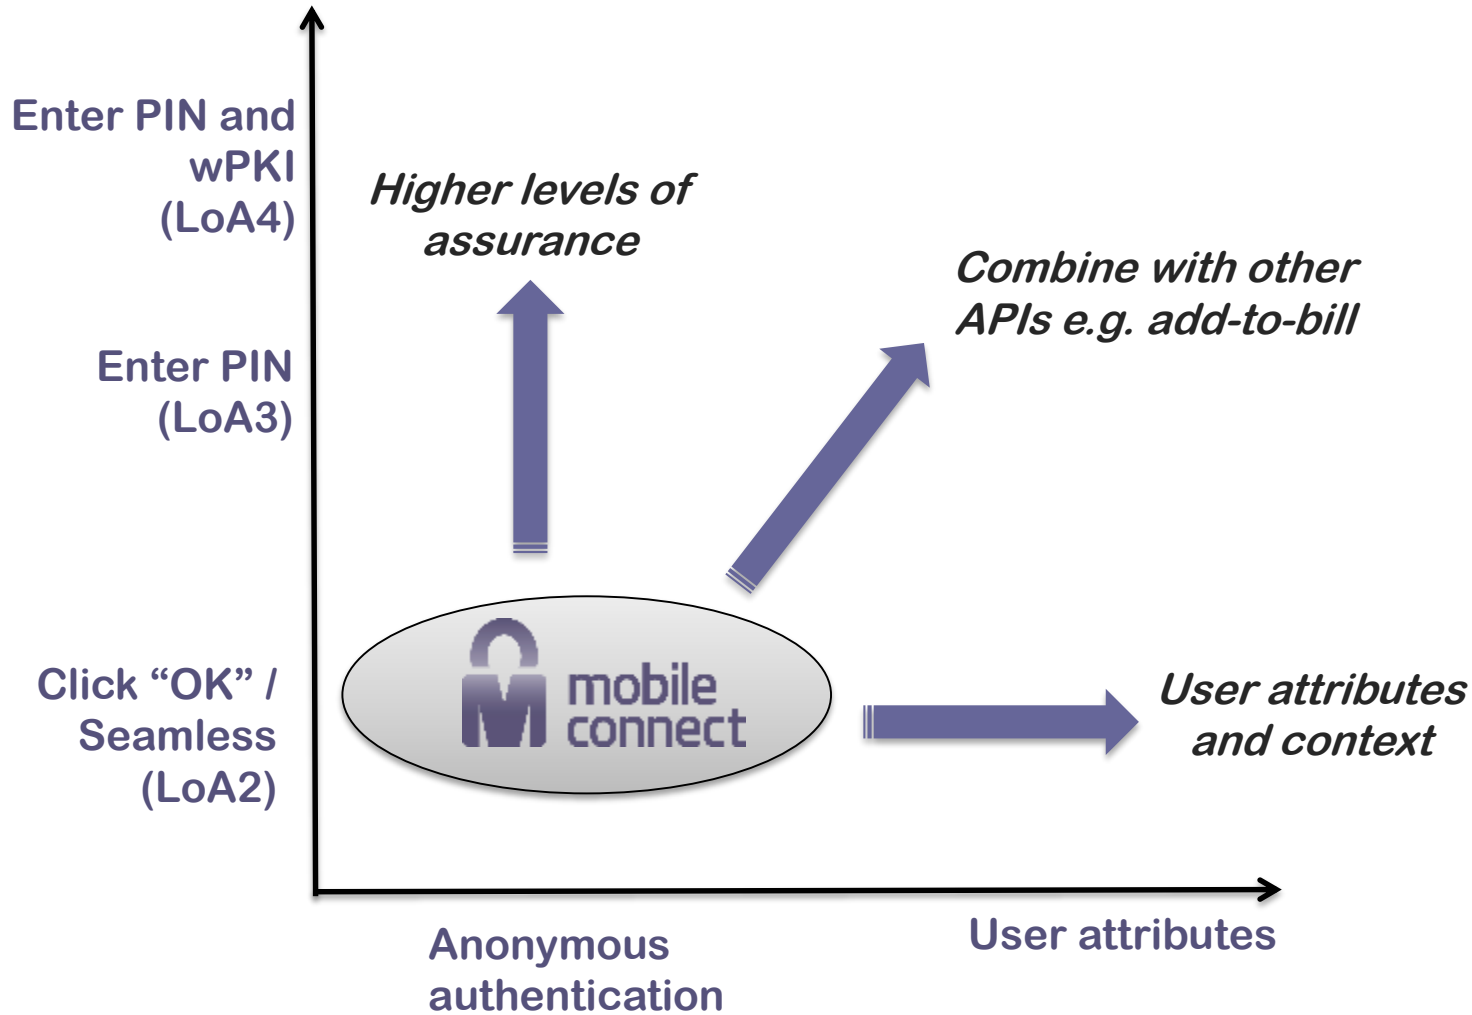 Enter PIN and
wPKI
(LoA4)
Higher levels of
assurance
Combine with other
APIs e.g. add-to-bill
Enter PIN
(LoA3)
Click “OK” /
Seamless
(LoA2)
mobile
connect
User attributes
and context
Anonymous
authentication
User attributes